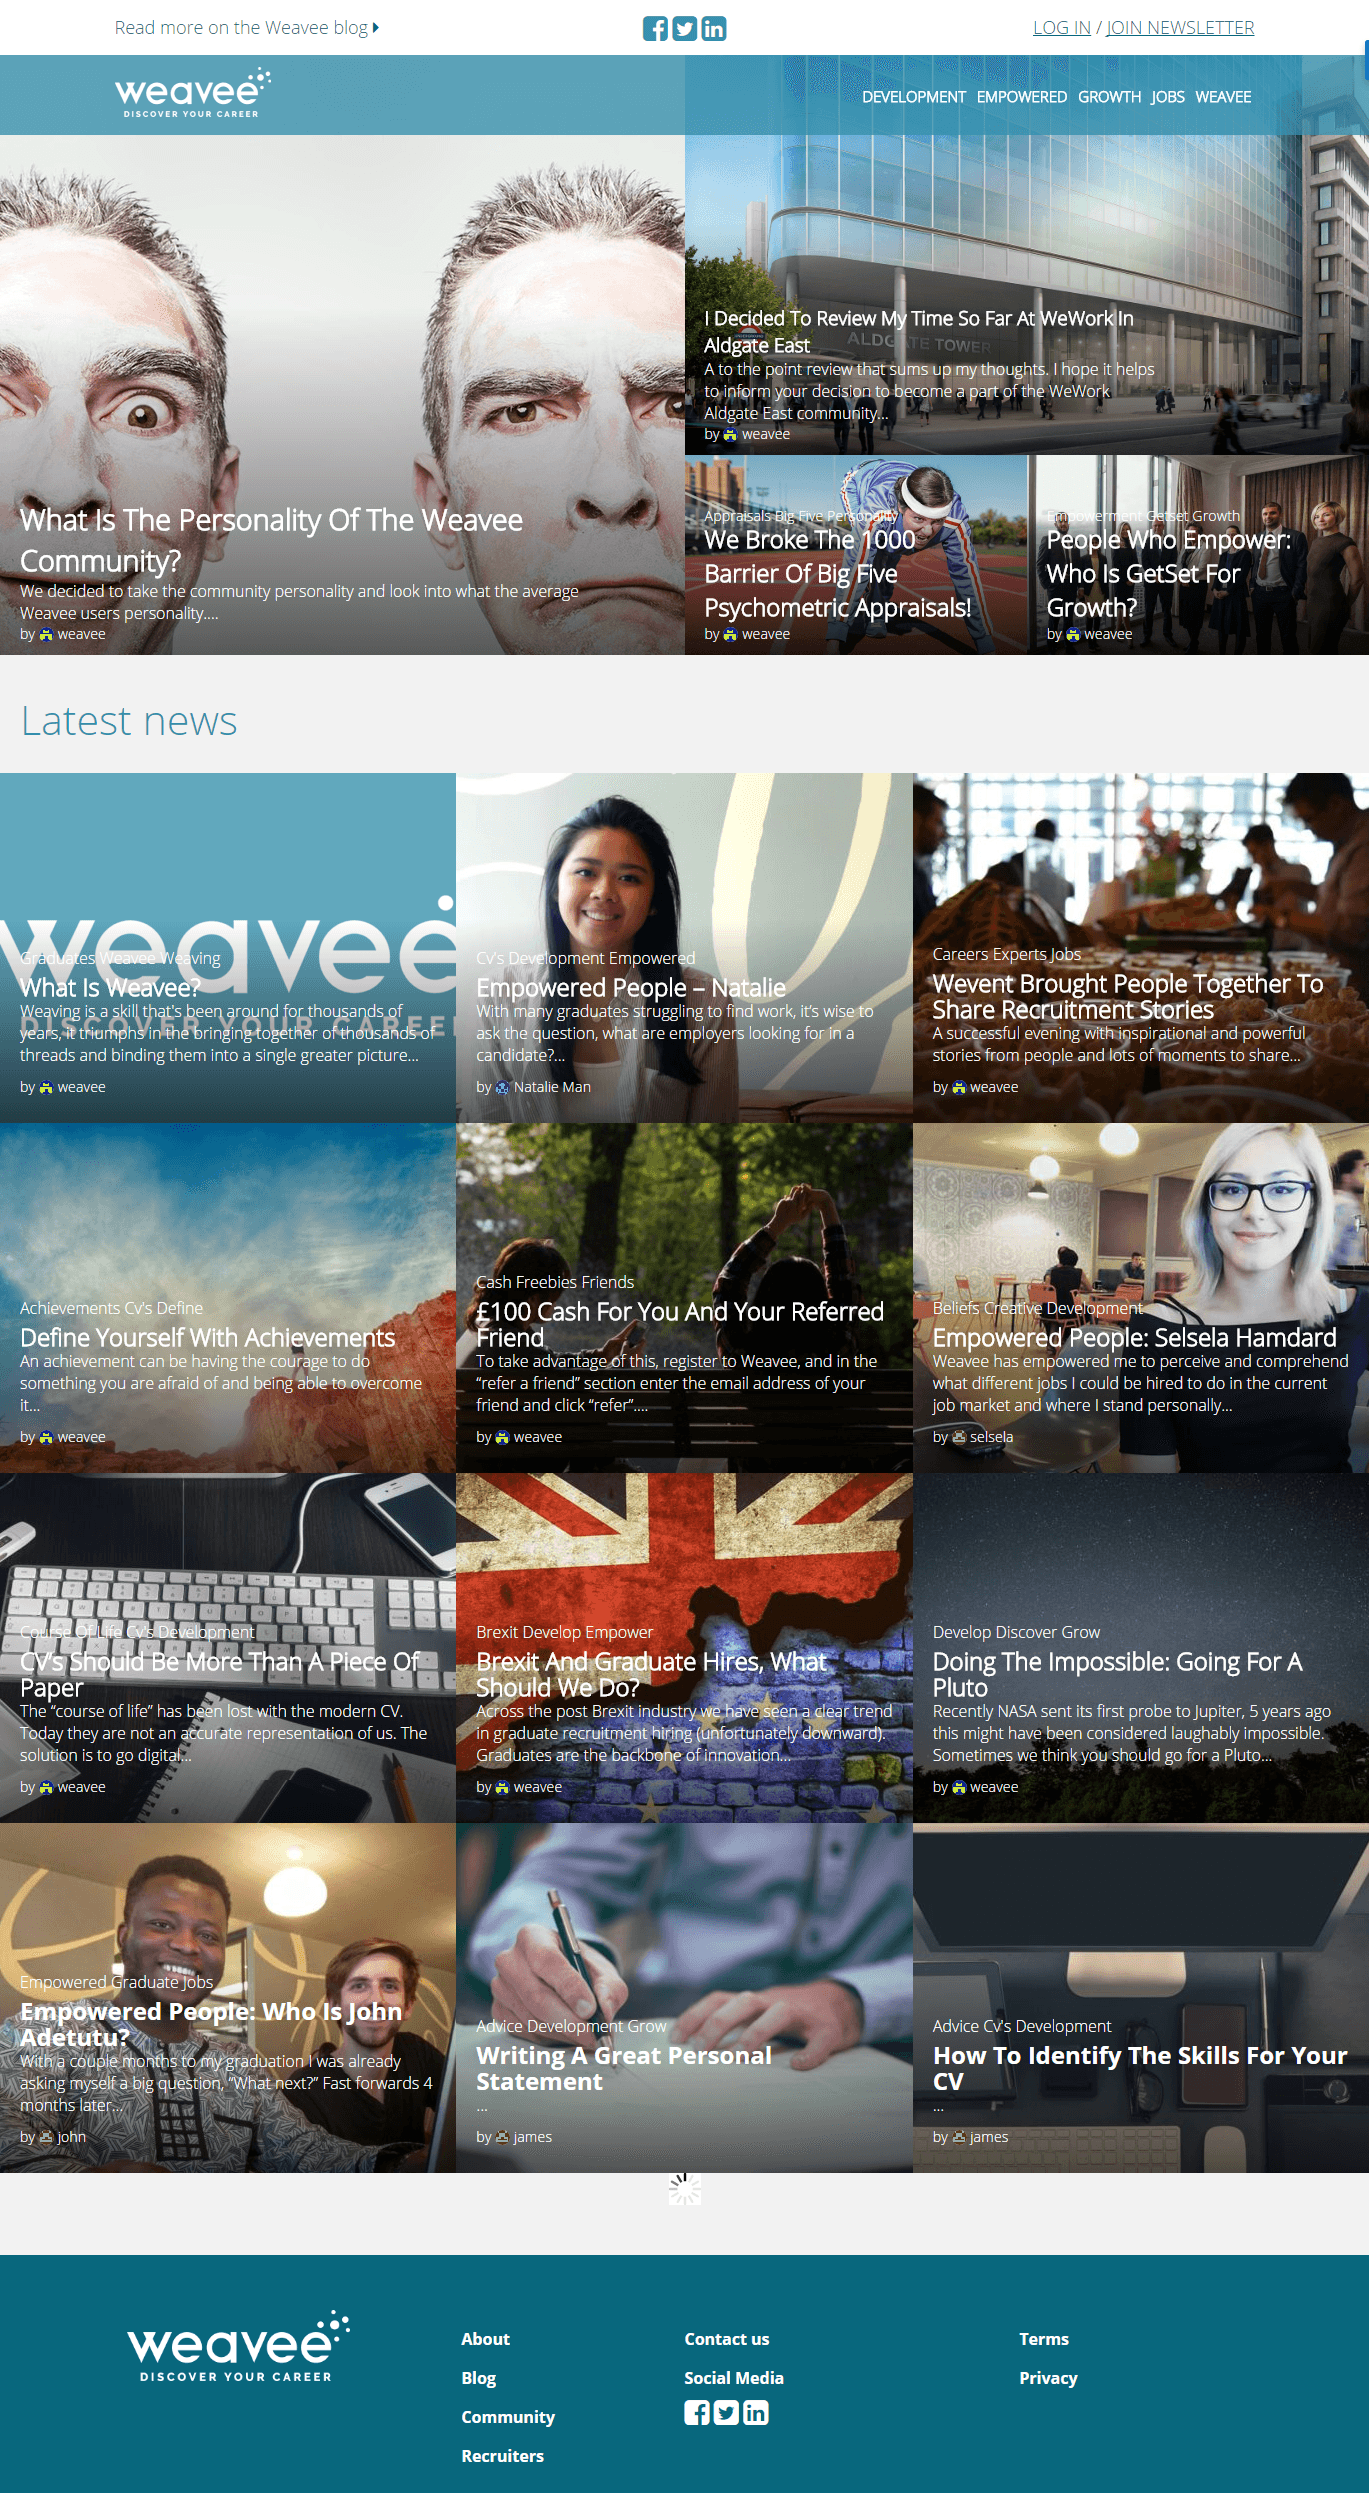 Read more on the Weavee blog
LOG IN / JOIN NEWSLETTER
weavee
DISCOVER YOUR CAREER
DEVELOPMENT EMPOWERED GROWTH JOBS WEAVEE
What Is The Personality Of The Weavee
Community?
We decided to take the community personality and look into what the average
Weavee users personality....
by weavee
ALDGATE TOWER
I Decided To Review My Time So Far At WeWork In
Aldgate East
A to the point review that sums up my thoughts. I hope it helps
to inform your decision to become a part of the WeWork
Aldgate East community...
by weavee
Appraisals Big Five Personality
We Broke The 1000
Barrier Of Big Five
Psychometric Appraisals!
by weavee
Empowerment Getset Growth
People Who Empower:
Who Is GetSet For
Growth?
by weavee
Latest news
weavee
DISCOVER YOUR CAREE
Graduates Weavee Weaving
What Is Weavee?
Weaving is a skill that's been around for thousands of
years, it triumphs in the bringing together of thousands of
threads and binding them into a single greater picture...
by weavee
Cv's Development Empowered
Empowered People – Natalie
With many graduates struggling to find work, it's wise to
ask the question, what are employers looking for in a
candidate?...
by Natalie Man
Careers Experts Jobs
Wevent Brought People Together To
Share Recruitment Stories
A successful evening with inspirational and powerful
stories from people and lots of moments to share...
by weavee
Achievements Cv's Define
Define Yourself With Achievements
An achievement can be having the courage to do
something you are afraid of and being able to overcome
it...
by weavee
Cash Freebies Friends
£100 Cash For You And Your Referred
Friend
To take advantage of this, register to Weavee, and in the
“refer a friend” section enter the email address of your
friend and click “refer”....
by weavee
Beliefs Creative Development
Empowered People: Selsela Hamdard
Weavee has empowered me to perceive and comprehend
what different jobs I could be hired to do in the current
job market and where I stand personally...
by selsela
Course Of Life Cv's Development
CV's Should Be More Than A Piece Of
Paper
The “course of life” has been lost with the modern CV.
Today they are not an accurate representation of us. The
solution is to go digital...
by weavee
Brexit Develop Empower
Brexit And Graduate Hires, What
Should We Do?
Across the post Brexit industry we have seen a clear trend
in graduate recruitment hiring (unfortunately downward).
Graduates are the backbone of innovation...
by weavee
Develop Discover Grow
Doing The Impossible: Going For A
Pluto
Recently NASA sent its first probe to Jupiter, 5 years ago
this might have been considered laughably impossible.
Sometimes we think you should go for a Pluto...
by weavee
Empowered Graduate Jobs
Empowered People: Who Is John
Adetutu?
With a couple months to my graduation I was already
asking myself a big question, “What next?” Fast forwards 4
months later...
by john
Advice Development Grow
Writing A Great Personal
Statement
...
by james
Advice Cv's Development
How To Identify The Skills For Your
CV
...
by james
weavee
DISCOVER YOUR CAREER
About
Blog
Community
Recruiters
Contact us
Social Media
Terms
Privacy